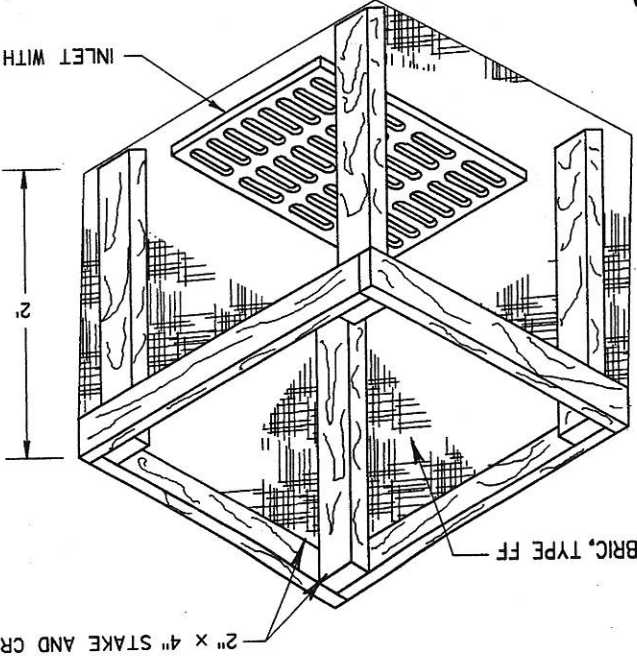 2" x 4" STAKE AND CR
BRIC, TYPE FF
2'
INLET WITH